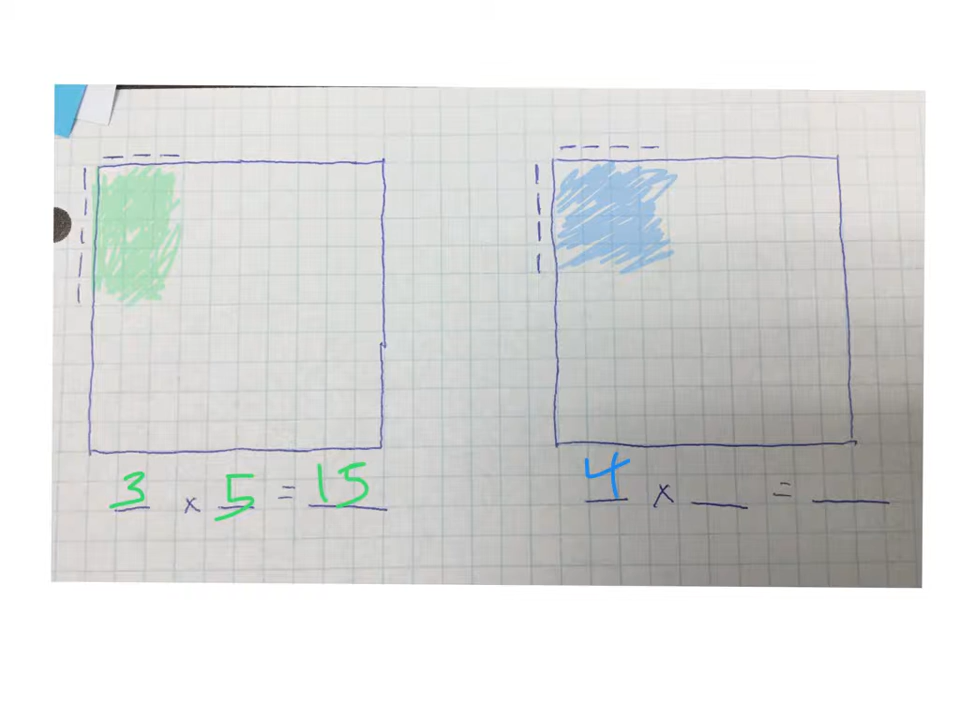 3 x 5 = 15
4 x ___ = ___